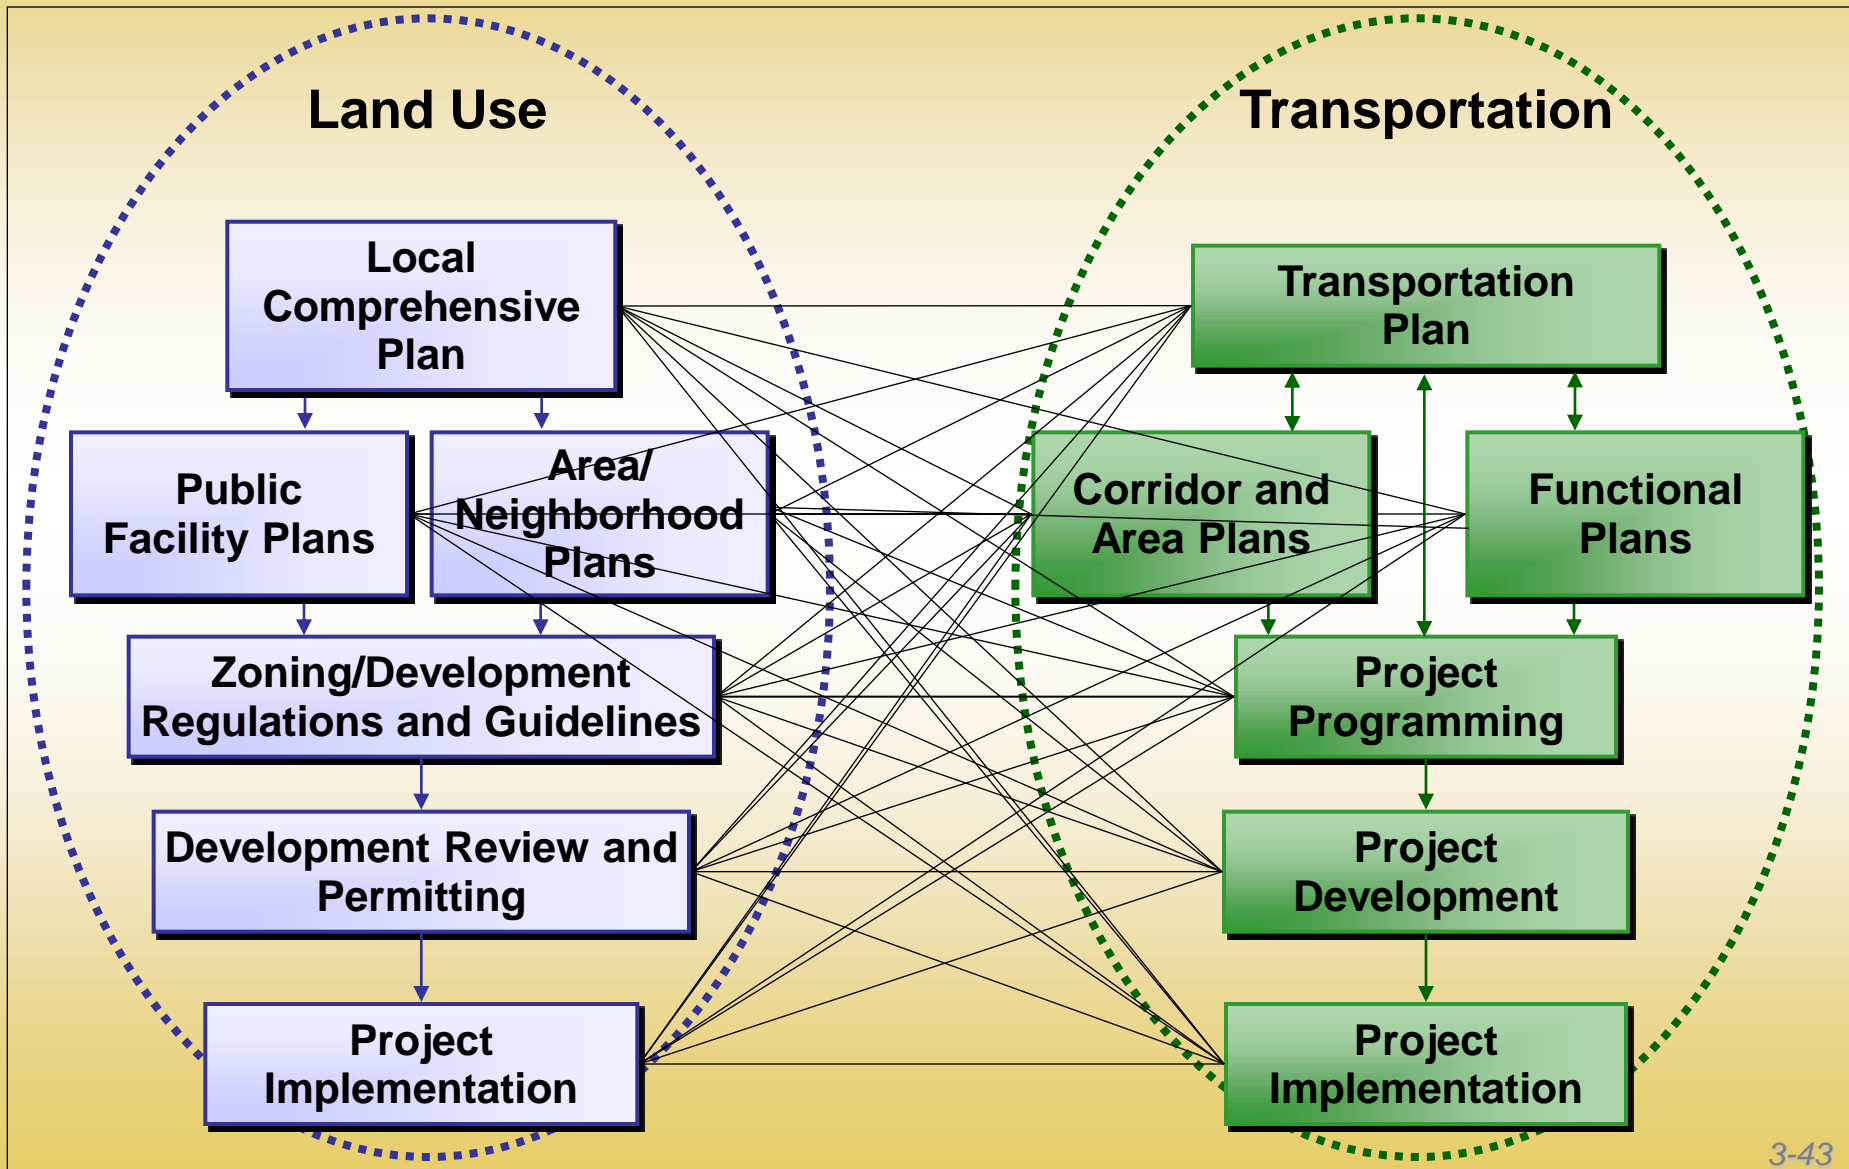 Land Use
Transportation
Local
Comprehensive
Plan
Transportation
Plan
Public
Facility Plans
Area/
Neighborhood
Plans
Corridor and
Area Plans
Functional
Plans
Zoning/Development
Regulations and Guidelines
Project
Programming
Development Review and
Permitting
Project
Development
Project
Implementation
Project
Implementation
3-43